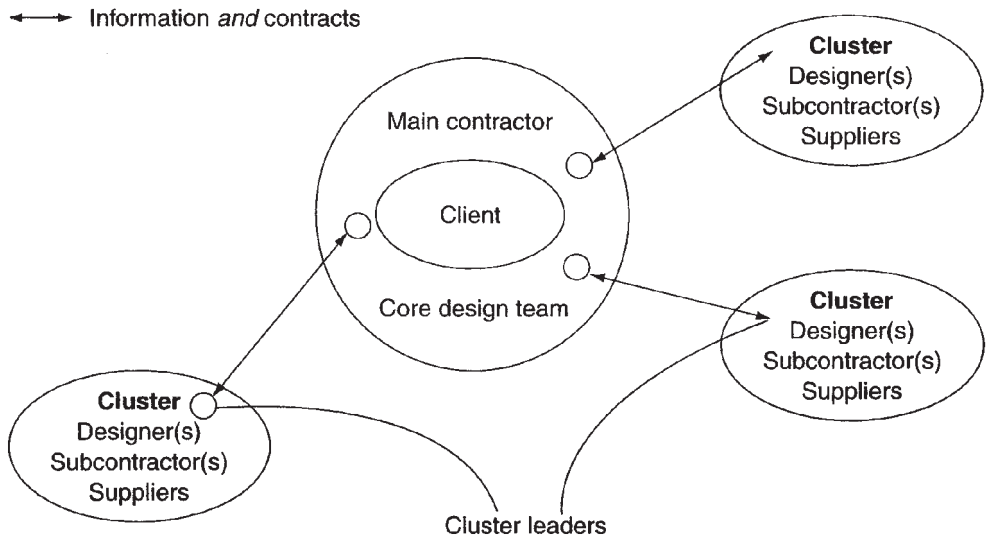 Information and contracts
Cluster
Designer(s)
Subcontractor(s)
Suppliers
Main contractor
Client
Core design team
Cluster
Designer(s)
Subcontractor(s)
Suppliers
Cluster
Designer(s)
Subcontractor(s)
Suppliers
Cluster leaders